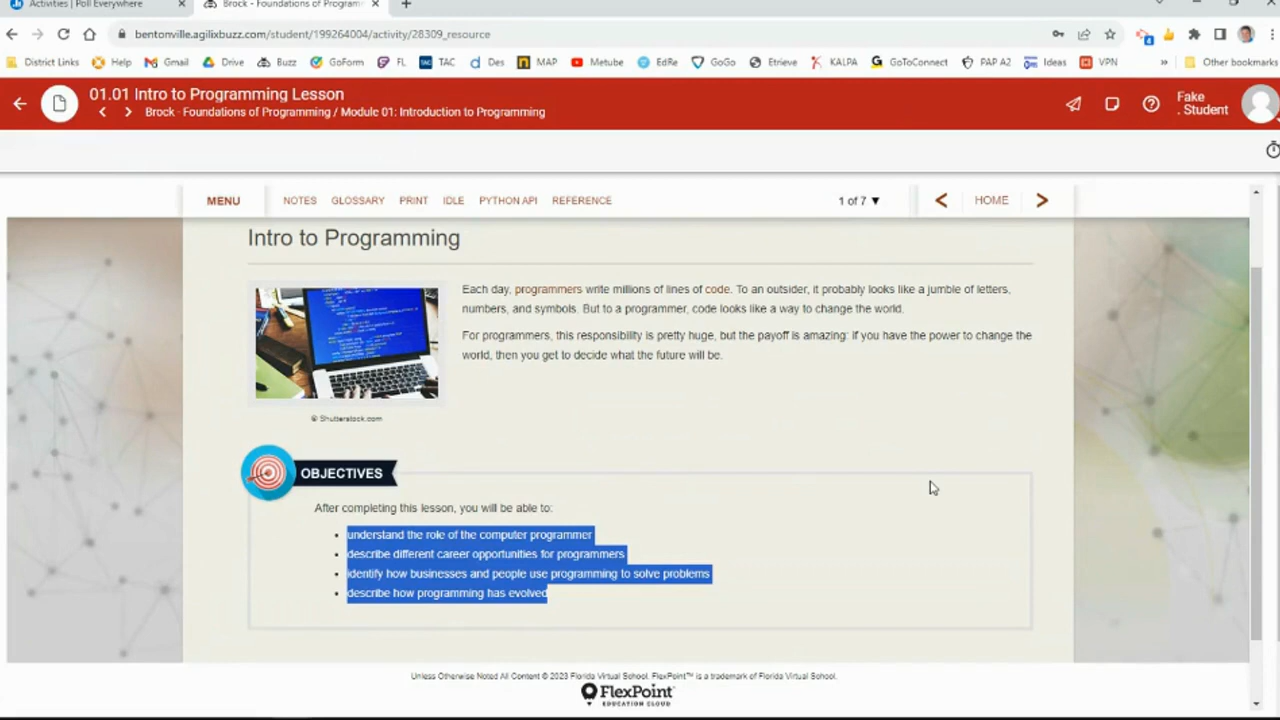 Activities | Poll Everywhere
Brock - Foundations of Programm
bentonville.agilixbuzz.com/student/199264004/activity/28309_resource
District Links Help Gmail Drive Buzz GoForm FL TAC Des MAP Metube EdRe GoGo Etrieve KALPA GoToConnect PAP A2 Ideas VPN » Other bookmarks
01.01 Intro to Programming Lesson
Brock - Foundations of Programming / Module 01: Introduction to Programming
Fake
. Student
MENU NOTES GLOSSARY PRINT IDLE PYTHON API REFERENCE 1 of 7 HOME
Intro to Programming
Each day, programmers write millions of lines of code. To an outsider, it probably looks like a jumble of letters,
numbers, and symbols. But to a programmer, code looks like a way to change the world.
For programmers, this responsibility is pretty huge, but the payoff is amazing: if you have the power to change the
world, then you get to decide what the future will be.
© Shutterstock.com
OBJECTIVES
After completing this lesson, you will be able to:
• understand the role of the computer programmer
• describe different career opportunities for programmers
• identify how businesses and people use programming to solve problems
• describe how programming has evolved
Unless Otherwise Noted All Content © 2023 Florida Virtual School. FlexPoint™ is a trademark of Florida Virtual School.
FlexPoint
EDUCATION CLOUD